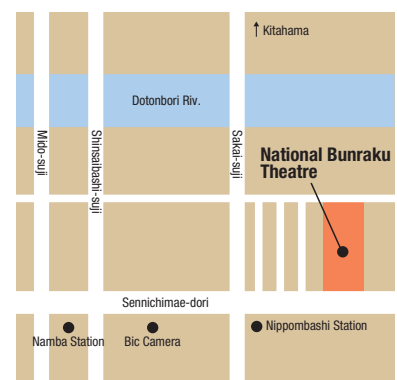 ↑ Kitahama
Dotonbori Riv.
Mido-suji
Shinsaibashi-suji
Sakai-suji
National Bunraku
Theatre
Sennichimae-dori
Namba Station
Bic Camera
Nippombashi Station